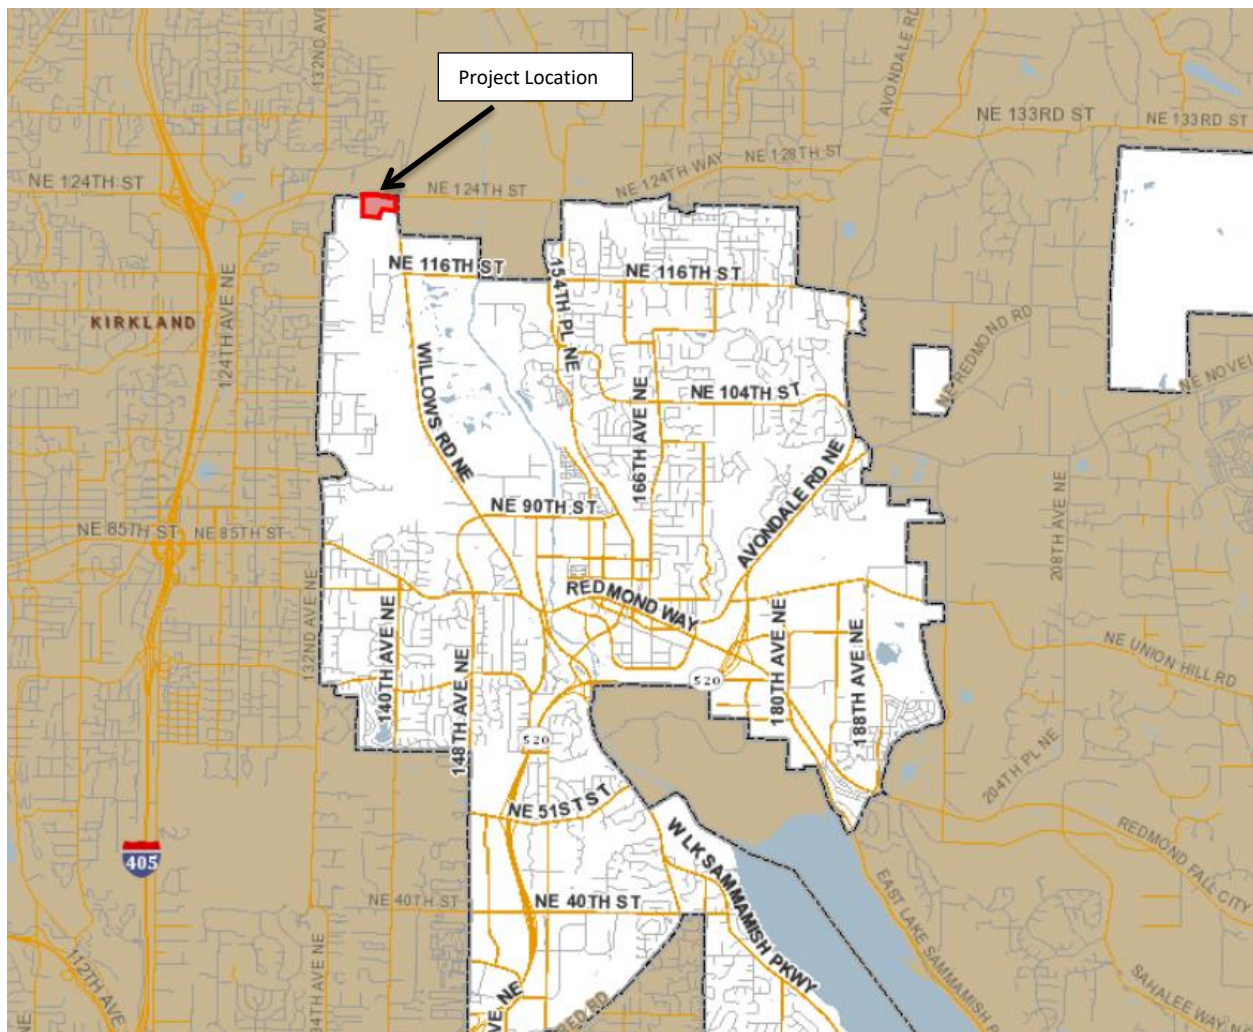 132ND AVE
AVONDALE RD
Project Location
NE 133RD ST
NE 133RD ST
NE 124TH WAY
NE 128TH ST
NE 124TH ST
NE 124TH ST
NE 116TH ST
154TH PL NE
NE 116TH ST
124TH AVE NE
KIRKLAND
NE REDMOND RD
WILLOWS RD NE
NE NOVEL
NE 104TH ST
166TH AVE NE
AVONDALE RD NE
NE 90TH ST
208TH AVE NE
NE 85TH ST
NE 85TH ST
REDMOND WAY
132ND AVE NE
140TH AVE NE
148TH AVE NE
180TH AVE NE
188TH AVE NE
NE UNION HILL RD
520
520
204TH PL NE
NE 51ST ST
W LK SAMMAMISH PKWY
REDMOND FALL CITY
405
EAST LAKE SAMMAMISH P
NE 40TH ST
NE 40TH ST
112TH AVE
SAHALEE WAY
34TH AVE NE
VE NE
RED RD